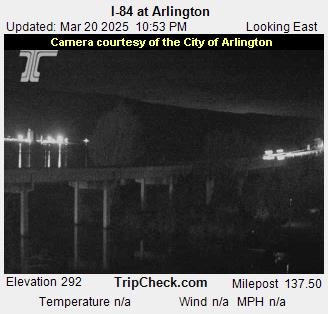 I-84 at Arlington
Updated: Mar 20 2025 10:53 PM Looking East
Camera courtesy of the City of Arlington
Elevation 292 TripCheck.com Milepost 137.50
Temperature n/a Wind n/a MPH n/a